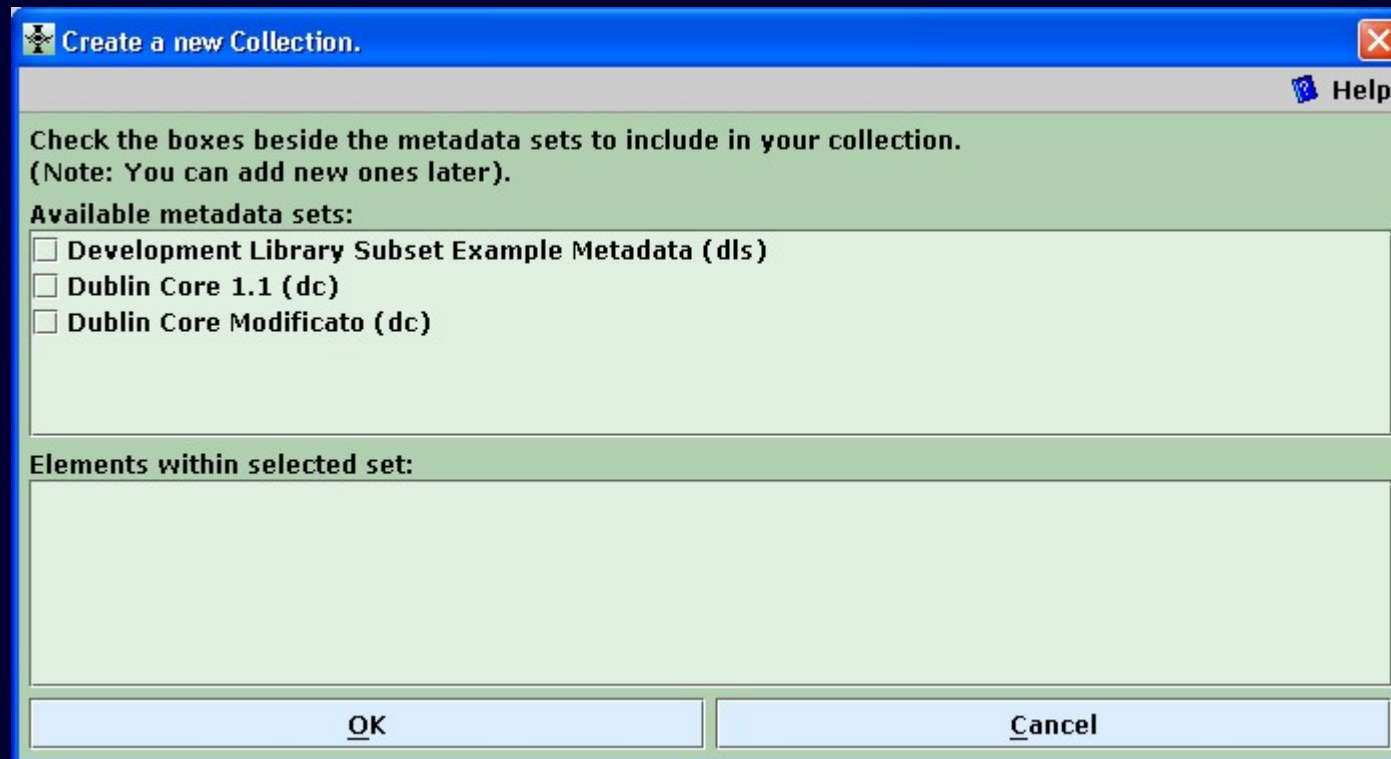 Create a new Collection.
Help
Check the boxes beside the metadata sets to include in your collection.
(Note: You can add new ones later).
Available metadata sets:
Development Library Subset Example Metadata (dls)
Dublin Core 1.1 (dc)
Dublin Core Modificato (dc)
Elements within selected set:
OK
Cancel